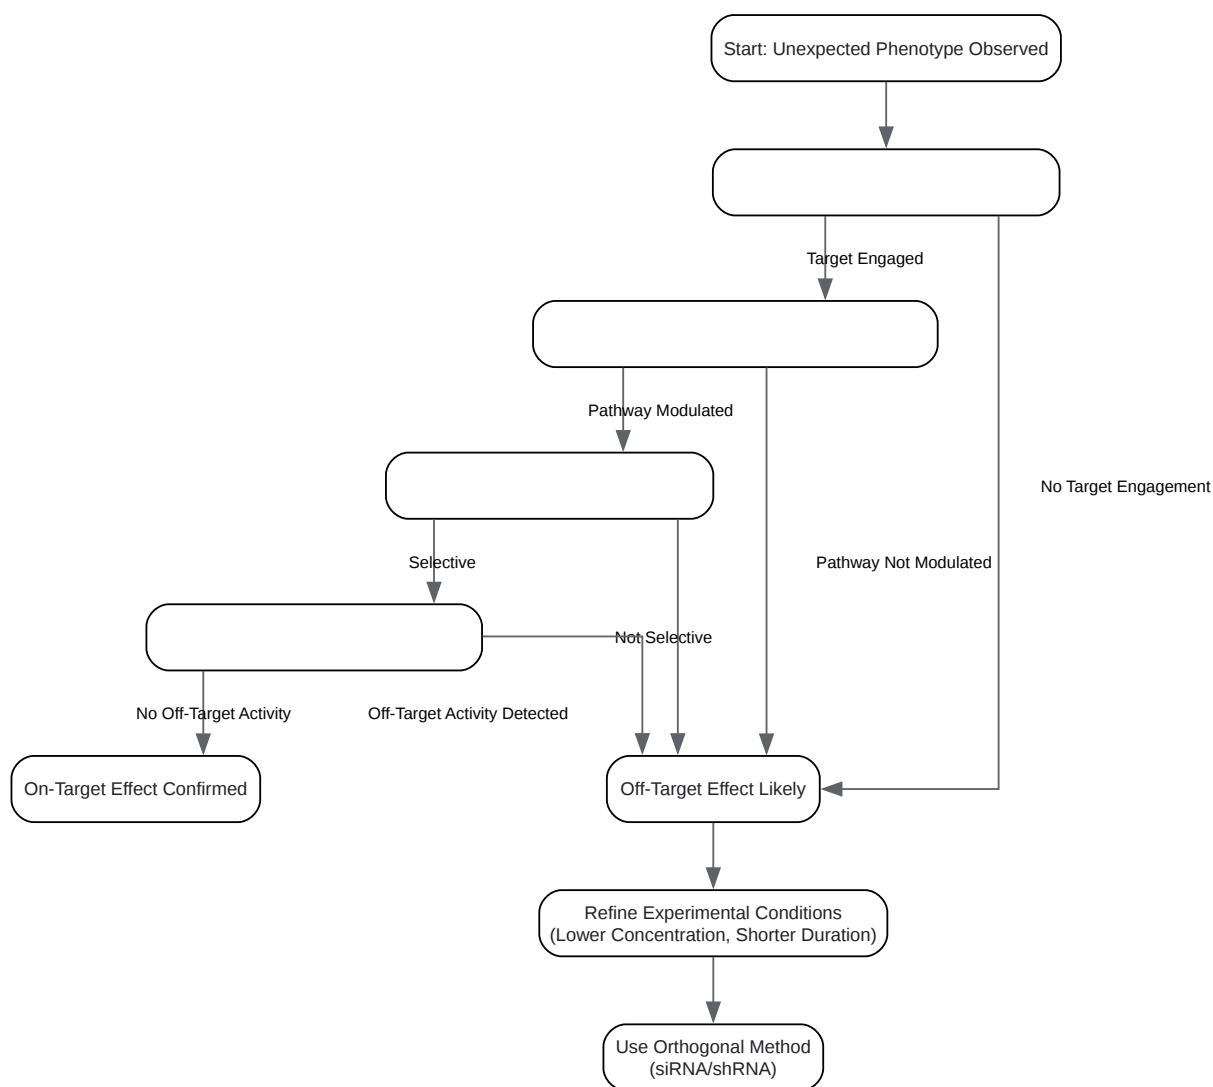 Start: Unexpected Phenotype Observed
Target Engaged
Pathway Modulated
No Target Engagement
Selective
Pathway Not Modulated
Not Selective
No Off-Target Activity
Off-Target Activity Detected
On-Target Effect Confirmed
Off-Target Effect Likely
Refine Experimental Conditions
(Lower Concentration, Shorter Duration)
Use Orthogonal Method
(siRNA/shRNA)